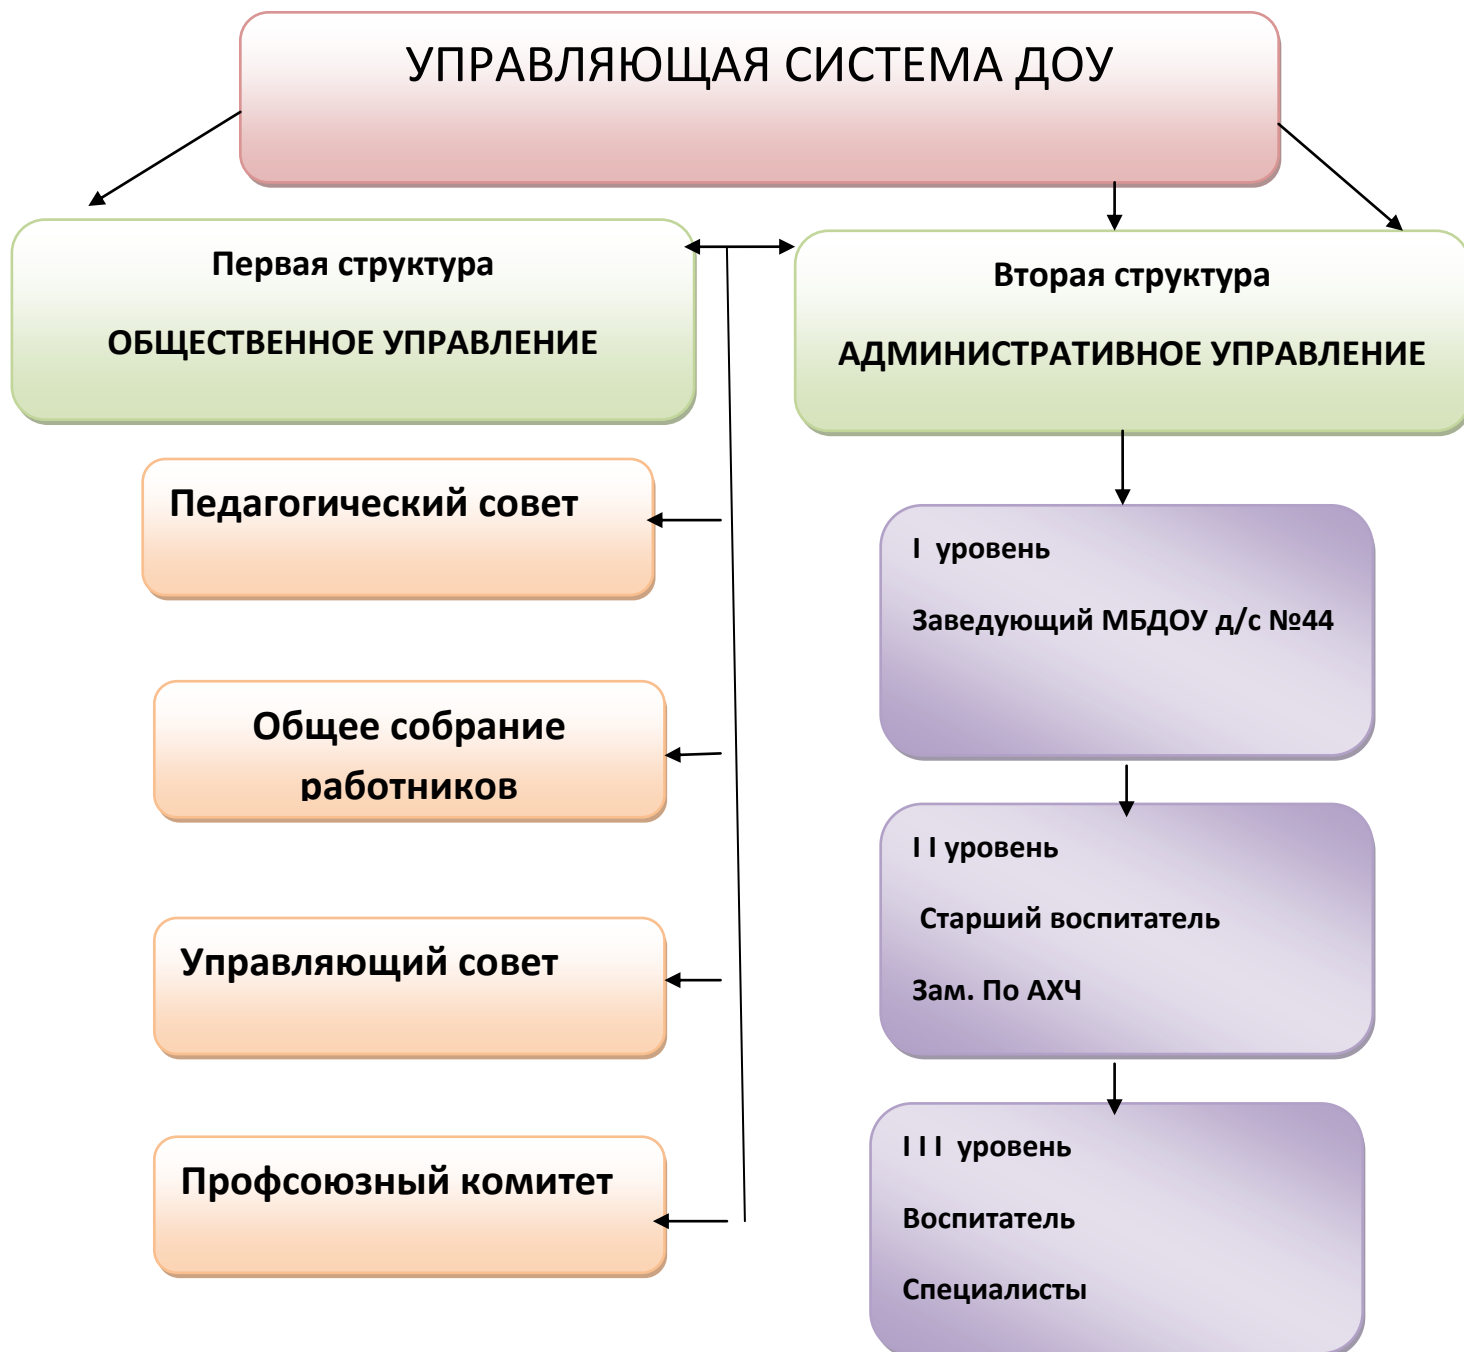 УПРАВЛЯЮЩАЯ СИСТЕМА ДОУ
Первая структура
ОБЩЕСТВЕННОЕ УПРАВЛЕНИЕ
Вторая структура
АДМИНИСТРАТИВНОЕ УПРАВЛЕНИЕ
Педагогический совет
Общее собрание
работников
Управляющий совет
Профсоюзный комитет
I уровень
Заведующий МБДОУ д/с №44
I I уровень
Старший воспитатель
Зам. По АХЧ
I I I уровень
Воспитатель
Специалисты